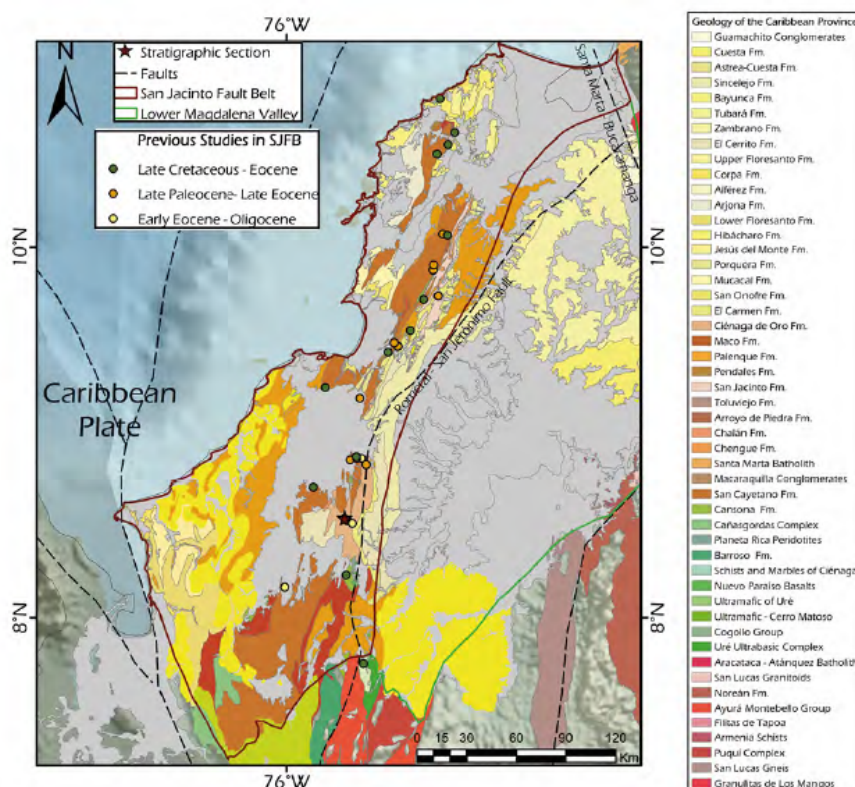 76°W
N
Stratigraphic Section
Faults
San Jacinto Fault Belt
Lower Magdalena Valley
Previous Studies in SJFB
Late Cretaceous - Eocene
Late Paleocene- Late Eocene
Early Eocene - Oligocene
Santa Marta - Bucaramanga
10°N
10°N
Romeral - San Jerónimo Fault
Caribbean
Plate
8°N
8°N
0 15 30 60 90 120
Km
76°W
Geology of the Caribbean Province
Guamachito Conglomerates
Cuesta Fm.
Astrea-Cuesta Fm.
Sincelejo Fm.
Bayunca Fm.
Tubará Fm.
Zambrano Fm.
El Cerrito Fm.
Upper Floresanto Fm.
Corpa Fm.
Alférez Fm.
Arjona Fm.
Lower Floresanto Fm.
Hibácharo Fm.
Jesús del Monte Fm.
Porquera Fm.
Mucacal Fm.
San Onofre Fm.
El Carmen Fm.
Ciénaga de Oro Fm.
Maco Fm.
Palenque Fm.
Pendales Fm.
San Jacinto Fm.
Toluviejo Fm.
Arroyo de Piedra Fm.
Chalán Fm.
Chengue Fm.
Santa Marta Batholith
Macaraquilla Conglomerates
San Cayetano Fm.
Cansona Fm.
Cañasgordas Complex
Planeta Rica Peridotites
Barroso Fm.
Schists and Marbles of Ciénaga
Nuevo Paraiso Basalts
Ultramafic of Uré
Ultramafic - Cerro Matoso
Cogollo Group
Uré Ultrabasic Complex
Aracataca - Atánquez Batholith
San Lucas Granitoids
Noreán Fm.
Ayurá Montebello Group
Filitas de Tapoa
Armenia Schists
Puquí Complex
San Lucas Gneis
Granulitas de Los Mangos